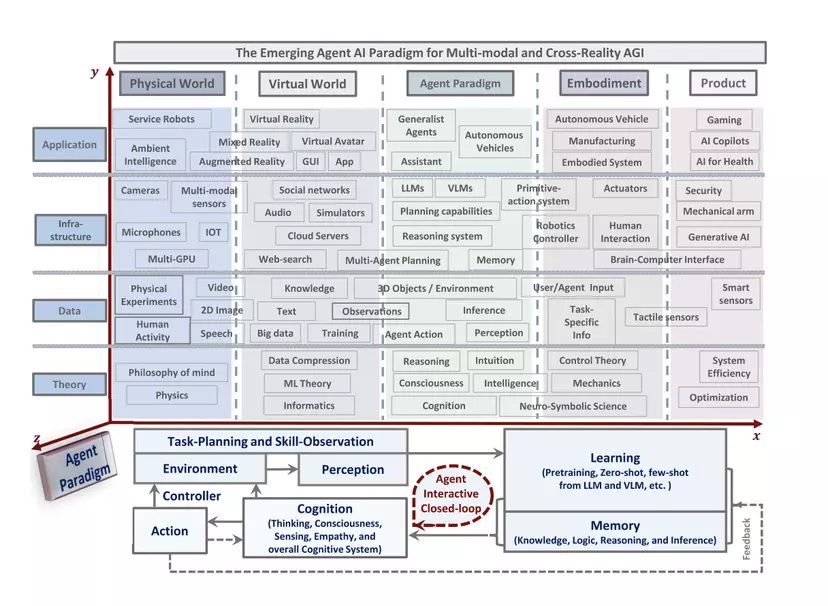 The Emerging Agent AI Paradigm for Multi-modal and Cross-Reality AGI
y
Physical World
Virtual World
Agent Paradigm
Embodiment
Product
Application
Service Robots
Virtual Reality
Generalist
Agents
Autonomous Vehicle
Gaming
Ambient
Intelligence
Mixed Reality
Virtual Avatar
Autonomous
Vehicles
Manufacturing
AI Copilots
Augmented Reality
GUI
App
Assistant
Embodied System
AI for Health
Infra-
structure
Cameras
Multi-modal
sensors
Social networks
LLMs
VLMs
Primitive-
action system
Actuators
Security
Audio
Simulators
Planning capabilities
Mechanical arm
Microphones
IOT
Cloud Servers
Reasoning system
Robotics
Controller
Human
Interaction
Generative AI
Multi-GPU
Web-search
Multi-Agent Planning
Memory
Brain-Computer Interface
Data
Physical
Experiments
Video
Knowledge
3D Objects / Environment
User/Agent Input
Smart
sensors
2D Image
Text
Observations
Inference
Task-
Specific
Info
Tactile sensors
Human
Activity
Speech
Big data
Training
Agent Action
Perception
Theory
Philosophy of mind
Data Compression
Reasoning
Intuition
Control Theory
System
Efficiency
ML Theory
Consciousness
Intelligence
Mechanics
Physics
Informatics
Cognition
Neuro-Symbolic Science
Optimization
z
x
Agent
Paradigm
Task-Planning and Skill-Observation
Environment
Perception
Controller
Action
Cognition
(Thinking, Consciousness,
Sensing, Empathy, and
overall Cognitive System)
Agent
Interactive
Closed-loop
Learning
(Pretraining, Zero-shot, few-shot
from LLM and VLM, etc. )
Memory
(Knowledge, Logic, Reasoning, and Inference)
Feedback